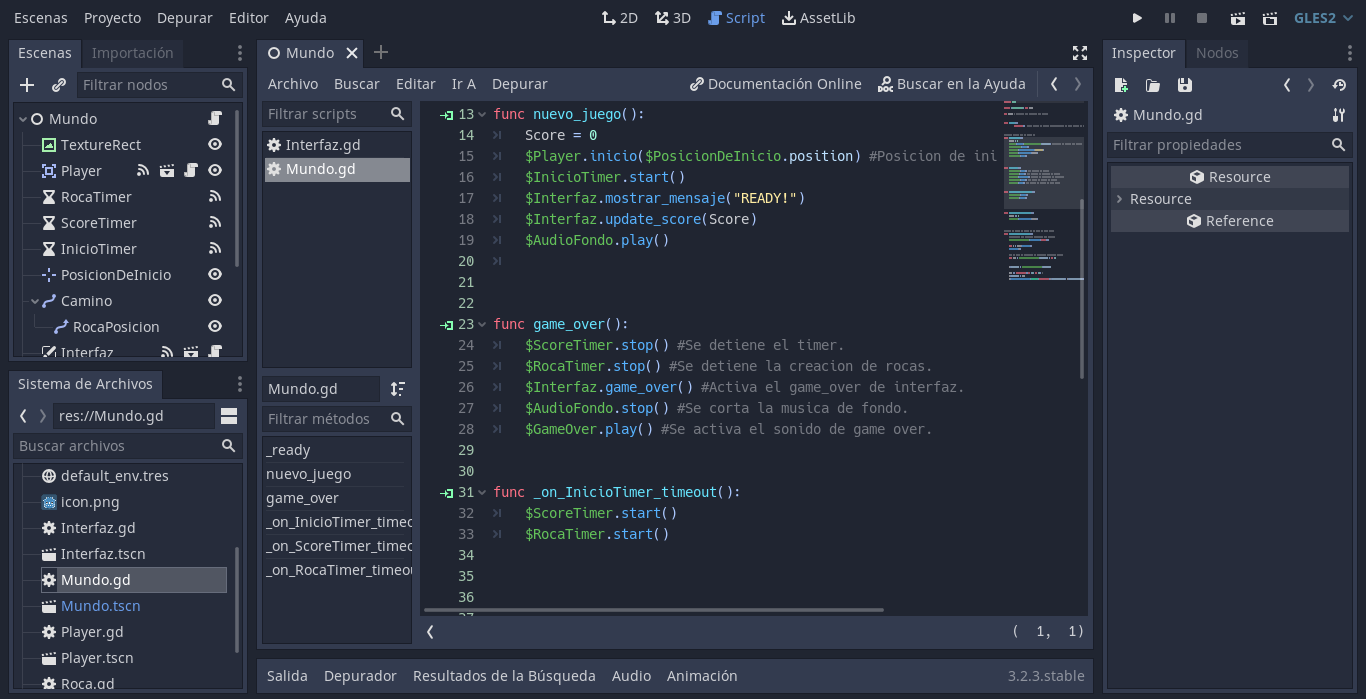 Escenas Proyecto Depurar Editor Ayuda 2D 3D Script AssetLib GLES2
Escenas Importación
Filtrar nodos
Mundo
TextureRect
Player
RocaTimer
ScoreTimer
InicioTimer
PosicionDeInicio
Camino
RocaPosicion
Interfaz
Sistema de Archivos
res://Mundo.gd
Buscar archivos
default_env.tres
icon.png
Interfaz.gd
Interfaz.tscn
Mundo.gd
Mundo.tscn
Player.gd
Player.tscn
Roca.gd
Mundo
Archivo Buscar Editar Ir A Depurar Documentación Online Buscar en la Ayuda
Filtrar scripts
Interfaz.gd
Mundo.gd
Mundo.gd
Filtrar métodos
_ready
nuevo_juego
game_over
_on_InicioTimer_timec
_on_ScoreTimer_timec
_on_RocaTimer_timeou
13 func nuevo_juego():
14 Score = 0
15 $Player.inicio($PosicionDeInicio.position) #Posicion de ini
16 $InicioTimer.start()
17 $Interfaz.mostrar_mensaje("READY!")
18 $Interfaz.update_score(Score)
19 $AudioFondo.play()
20
21
22
23 func game_over():
24 $ScoreTimer.stop() #Se detiene el timer.
25 $RocaTimer.stop() #Se detiene la creacion de rocas.
26 $Interfaz.game_over() #Activa el game_over de interfaz.
27 $AudioFondo.stop() #Se corta la musica de fondo.
28 $GameOver.play() #Se activa el sonido de game over.
29
30
31 func _on_InicioTimer_timeout():
32 $ScoreTimer.start()
33 $RocaTimer.start()
34
35
36
37
( 1, 1)
Salida Depurador Resultados de la Búsqueda Audio Animación 3.2.3.stable
Inspector Nodos
Mundo.gd
Filtrar propiedades
Resource
Resource
Reference